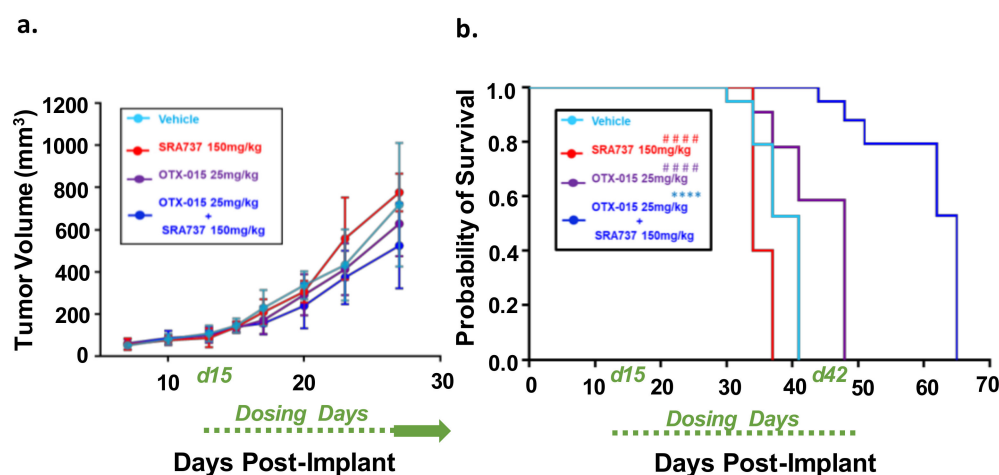 a.
Tumor Volume (mm³)
1200
1000
800
600
400
200
0
Vehicle
SRA737 150mg/kg
OTX-015 25mg/kg
OTX-015 25mg/kg
+
SRA737 150mg/kg
10
20
30
d15
Dosing Days
Days Post-Implant
b.
Probability of Survival
1.0
0.8
0.6
0.4
0.2
0.0
Vehicle
####
SRA737 150mg/kg
####
OTX-015 25mg/kg
****
OTX-015 25mg/kg
+
SRA737 150mg/kg
0
10
20
30
40
50
60
70
d15
d42
Dosing Days
Days Post-Implant